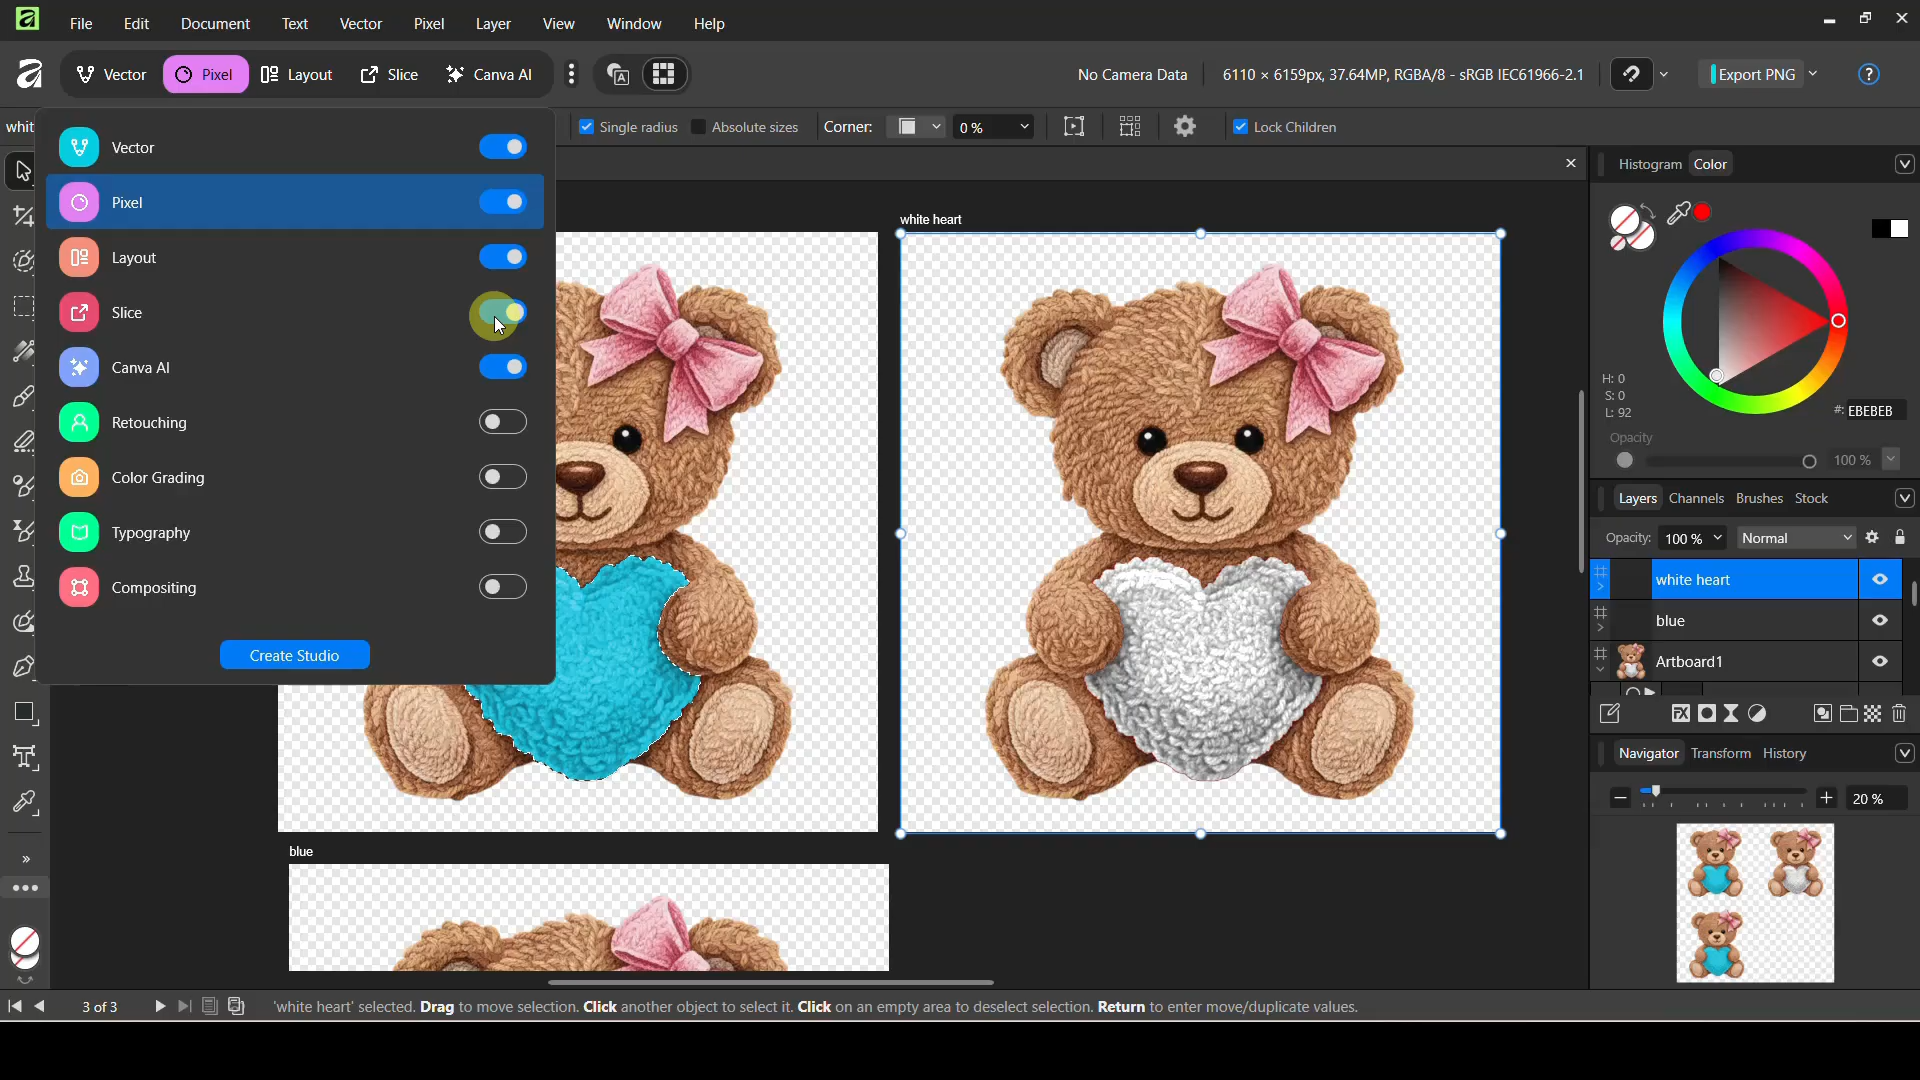 File Edit Document Text Vector Pixel Layer View Window Help
Vector Pixel Layout Slice Canva AI No Camera Data 6110 × 6159px, 37.64MP, RGBA/8 - sRGB IEC61966-2.1 Export PNG ?
whit Single radius Absolute sizes Corner: 0 % Lock Children
Vector
Pixel
Layout
Slice
Canva AI
Retouching
Color Grading
Typography
Compositing
Create Studio
white heart
blue
Histogram Color
H: 0
S: 0
L: 92
#: EBEBEB
Opacity
100 %
Layers Channels Brushes Stock
Opacity: 100 % Normal
white heart
blue
Artboard1
Navigator Transform History
20 %
3 of 3 'white heart' selected. Drag to move selection. Click another object to select it. Click on an empty area to deselect selection. Return to enter move/duplicate values.